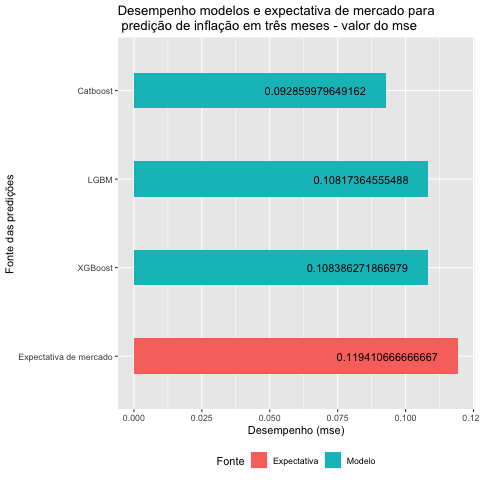 Desempenho modelos e expectativa de mercado para
predição de inflação em três meses - valor do mse
Fonte das predições
Catboost
0.092859979649162
LGBM
0.10817364555488
XGBoost
0.108386271866979
Expectativa de mercado
0.119410666666667
0.000
0.025
0.050
0.075
0.100
0.12
Desempenho (mse)
Fonte
Expectativa
Modelo